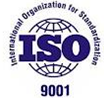 International Organization for Standardization
ISO
9001